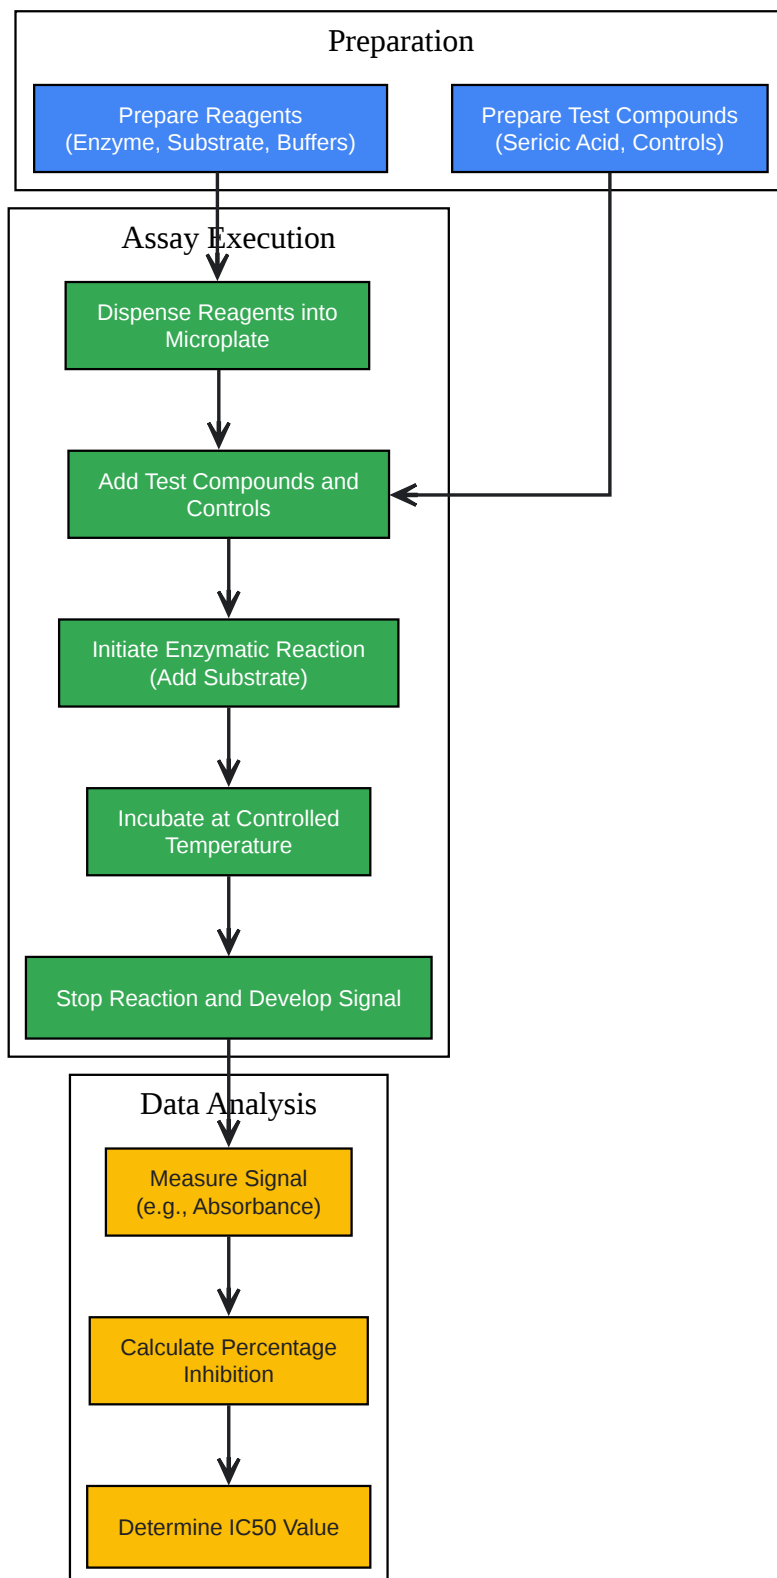 Preparation
Prepare Reagents
(Enzyme, Substrate, Buffers)
Prepare Test Compounds
(Sericic Acid, Controls)
Assay Execution
Dispense Reagents into
Microplate
Add Test Compounds and
Controls
Initiate Enzymatic Reaction
(Add Substrate)
Incubate at Controlled
Temperature
Stop Reaction and Develop Signal
Data Analysis
Measure Signal
(e.g., Absorbance)
Calculate Percentage
Inhibition
Determine IC50 Value